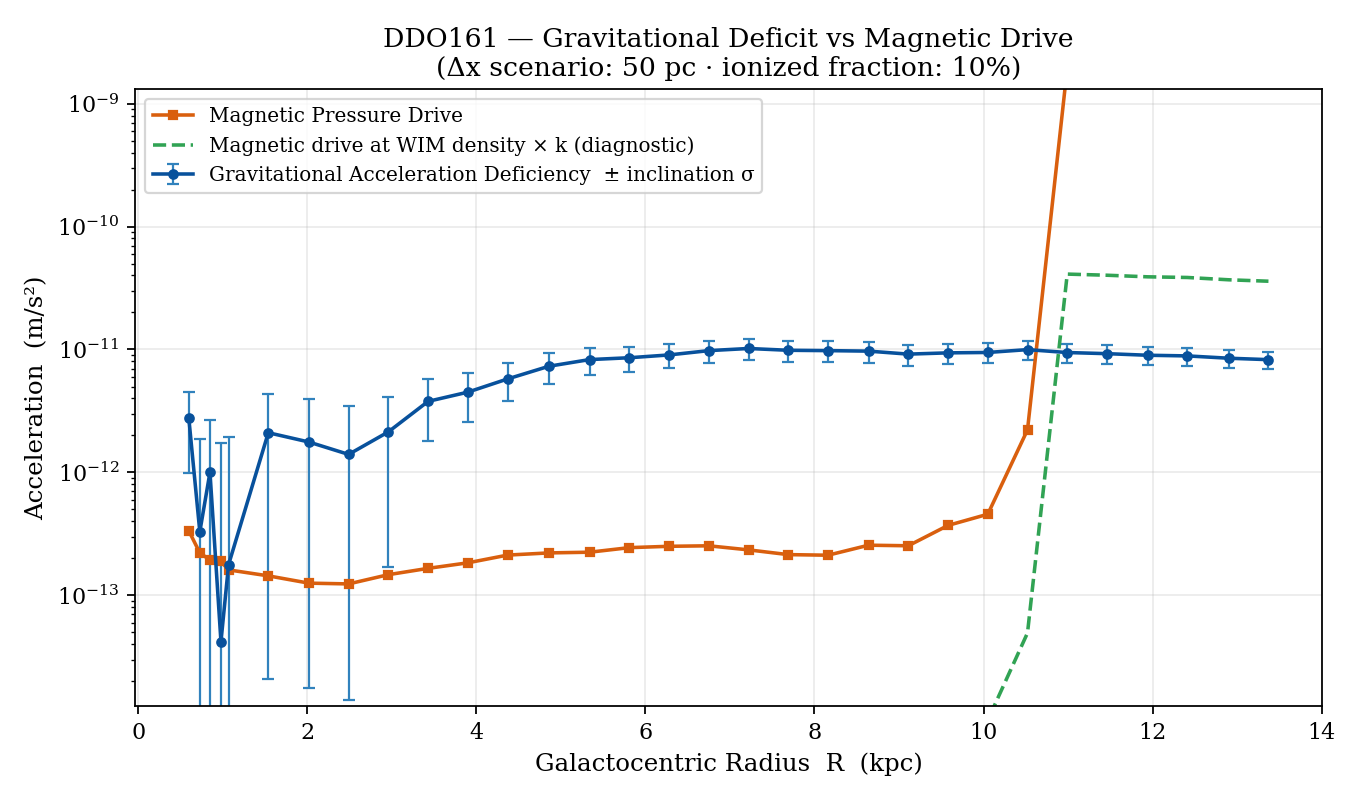 DDO161 — Gravitational Deficit vs Magnetic Drive
(Δx scenario: 50 pc · ionized fraction: 10%)
Magnetic Pressure Drive
Magnetic drive at WIM density × k (diagnostic)
Gravitational Acceleration Deficiency ± inclination σ
Acceleration (m/s²)
10⁻⁹
10⁻¹⁰
10⁻¹¹
10⁻¹²
10⁻¹³
0 2 4 6 8 10 12 14
Galactocentric Radius R (kpc)